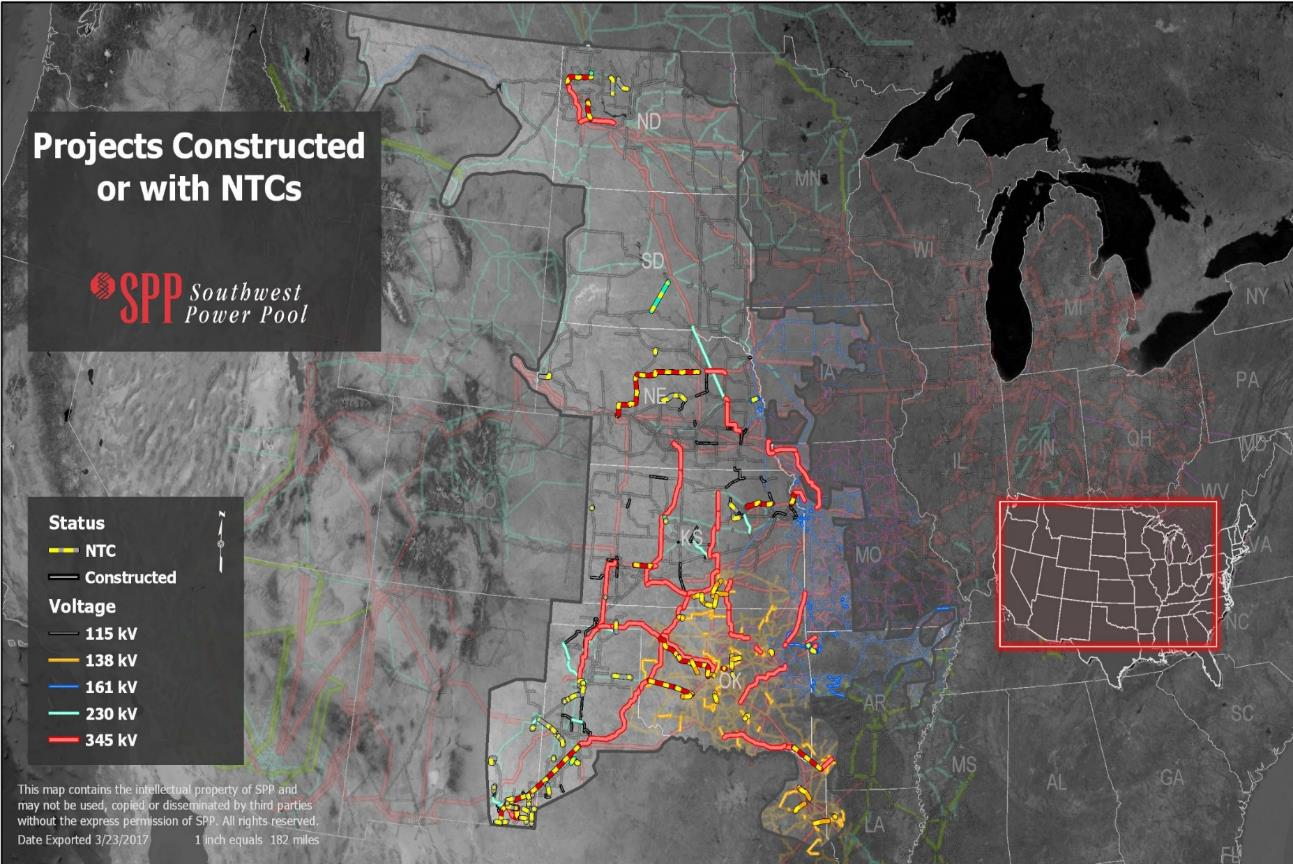 Projects Constructed
or with NTCs
SPP Southwest
Power Pool
ND
MN
WI
SD
MI
NY
IA
NE
PA
IL
IN
OH
MD
WV
KS
MO
VA
NC
OK
AR
SC
MS
AL
GA
LA
FL
Status
NTC
Constructed
Voltage
115 kV
138 kV
161 kV
230 kV
345 kV
N
This map contains the intellectual property of SPP and
may not be used, copied or disseminated by third parties
without the express permission of SPP. All rights reserved.
Date Exported 3/23/2017 1 inch equals 182 miles